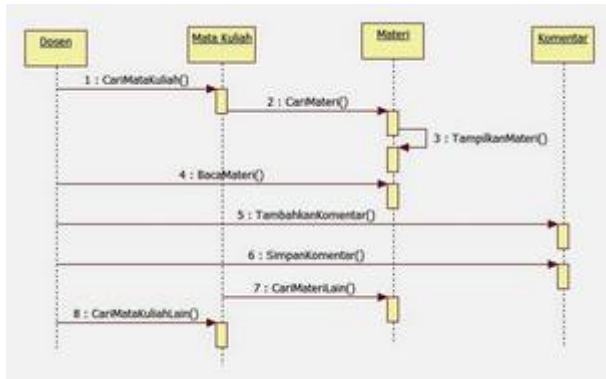 Dosen
Mata Kuliah
Materi
Komentar
1 : CariMataKuliah()
2 : CariMateri()
3 : TampilkanMateri()
4 : BacaMateri()
5 : TambahkanKomentar()
6 : SimpanKomentar()
7 : CariMateriLain()
8 : CariMataKuliahLain()